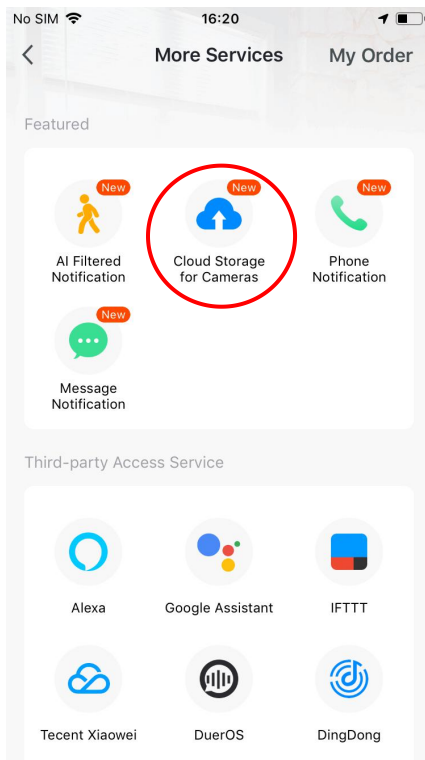 No SIM 16:20
More Services My Order
Featured
New New New
AI Filtered Cloud Storage Phone
Notification for Cameras Notification
New
Message
Notification
Third-party Access Service
Alexa Google Assistant IFTTT
Tecent Xiaowei DuerOS DingDong